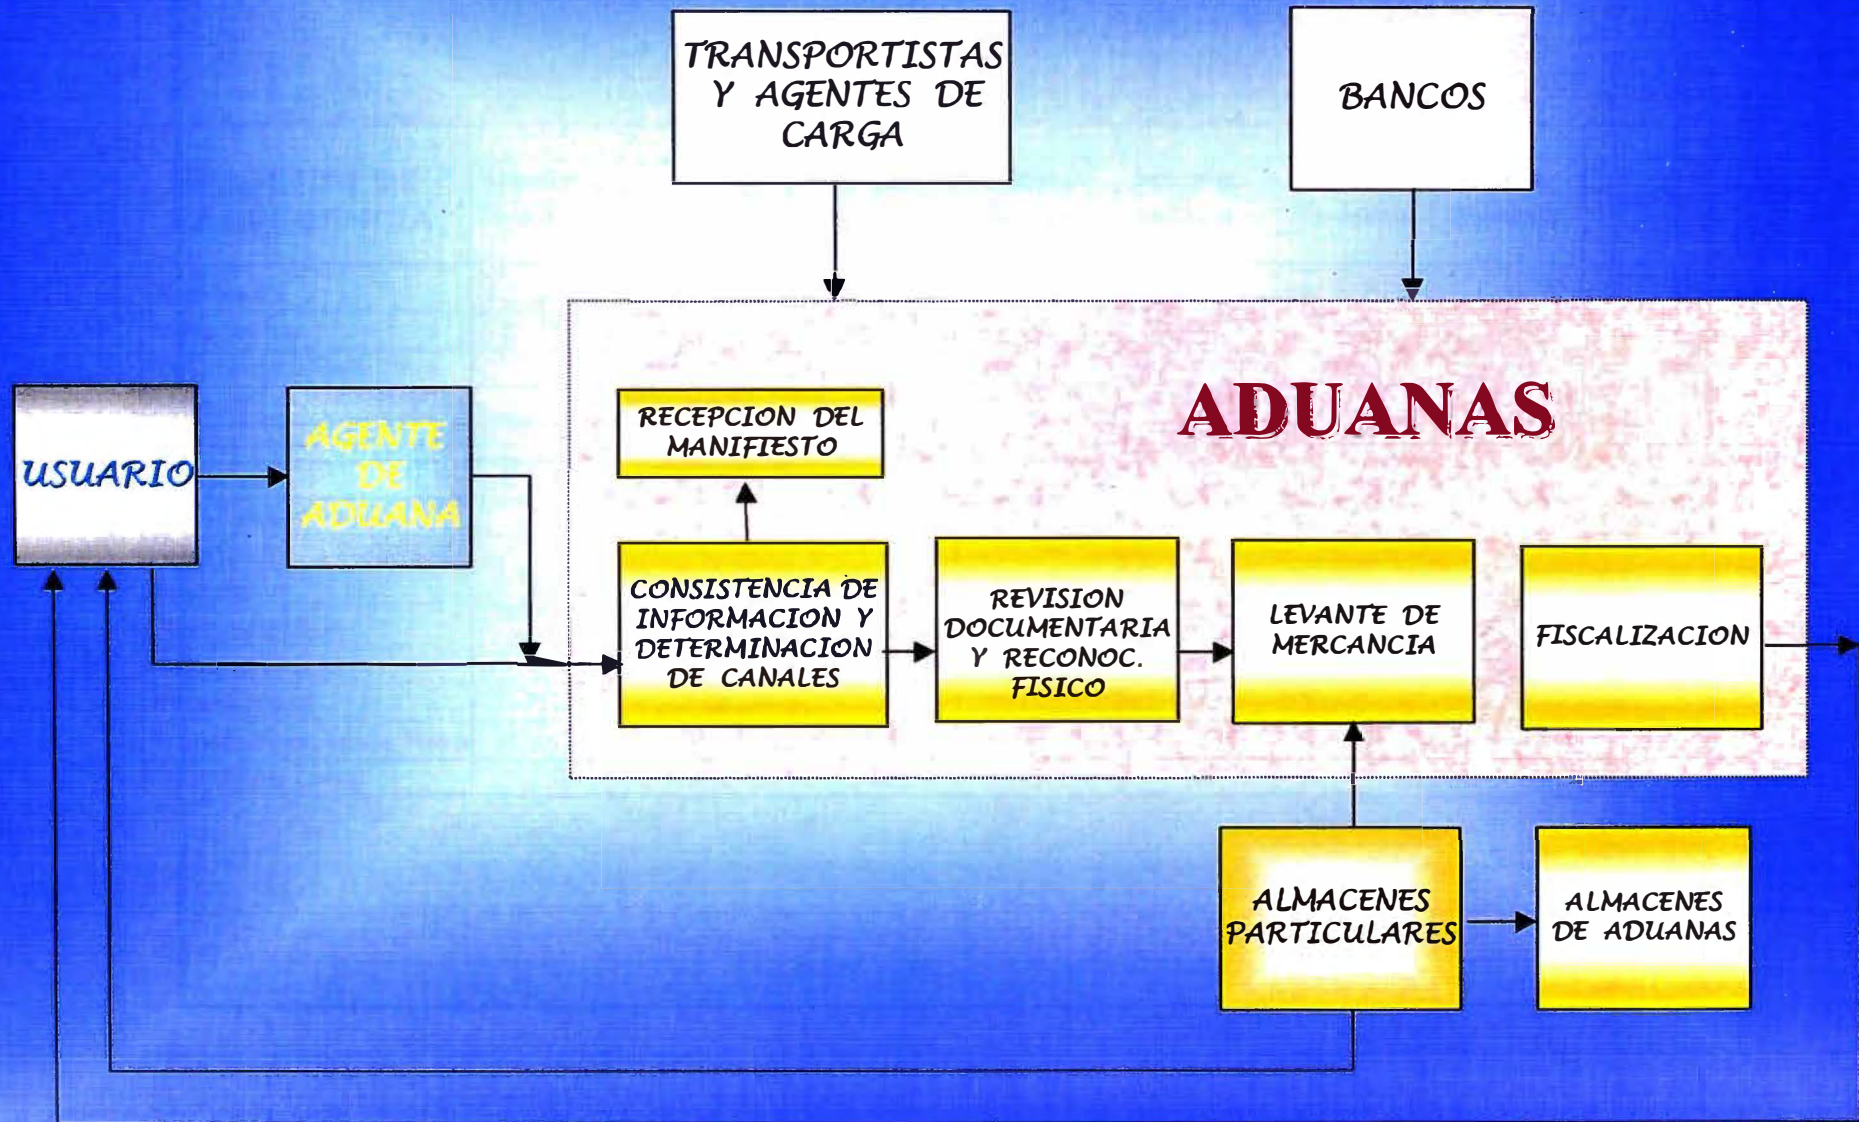 TRANSPORTISTAS
Y AGENTES DE
CARGA
BANCOS
ADUANAS
USUARIO
AGENTE
DE
ADUANA
RECEPCION DEL
MANIFIESTO
CONSISTENCIA DE
INFORMACION Y
DETERMINACION
DE CANALES
REVISION
DOCUMENTARIA
Y RECONOC.
FISICO
LEVANTE DE
MERCANCIA
FISCALIZACION
ALMACENES
PARTICULARES
ALMACENES
DE ADUANAS